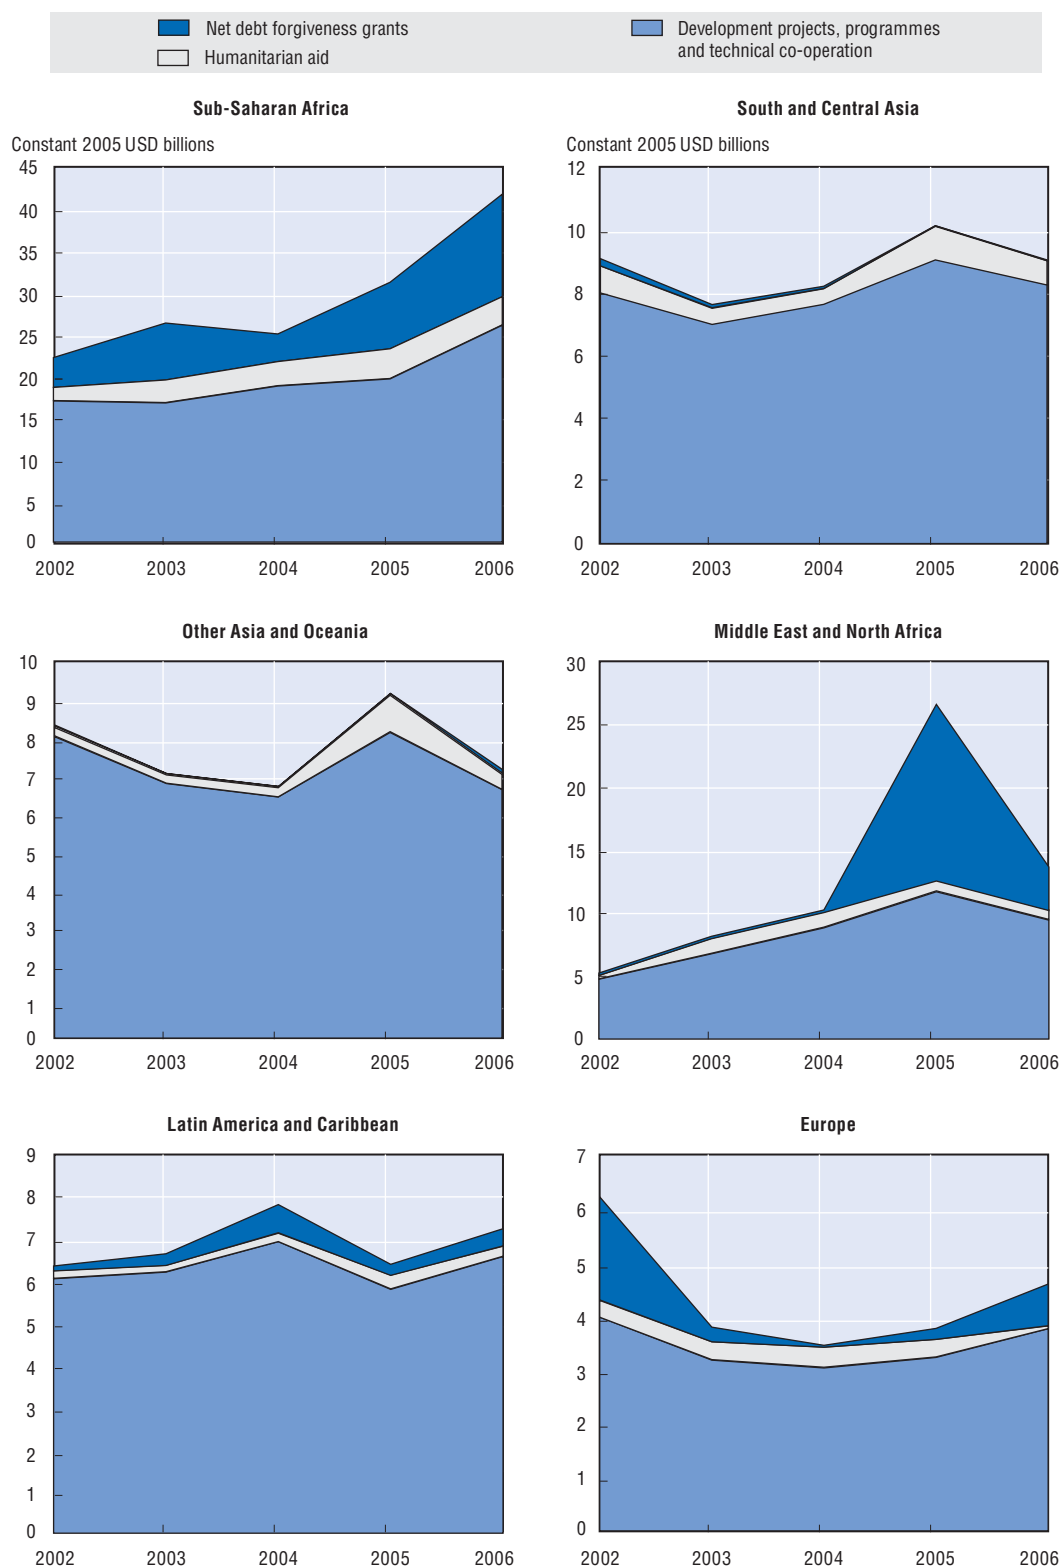 Net debt forgiveness grants
Humanitarian aid
Development projects, programmes
and technical co-operation
Sub-Saharan Africa
Constant 2005 USD billions
45
40
35
30
25
20
15
10
5
0
2002 2003 2004 2005 2006
South and Central Asia
Constant 2005 USD billions
12
10
8
6
4
2
0
2002 2003 2004 2005 2006
Other Asia and Oceania
10
9
8
7
6
5
4
3
2
1
0
2002 2003 2004 2005 2006
Middle East and North Africa
30
25
20
15
10
5
0
2002 2003 2004 2005 2006
Latin America and Caribbean
9
8
7
6
5
4
3
2
1
0
2002 2003 2004 2005 2006
Europe
7
6
5
4
3
2
1
0
2002 2003 2004 2005 2006